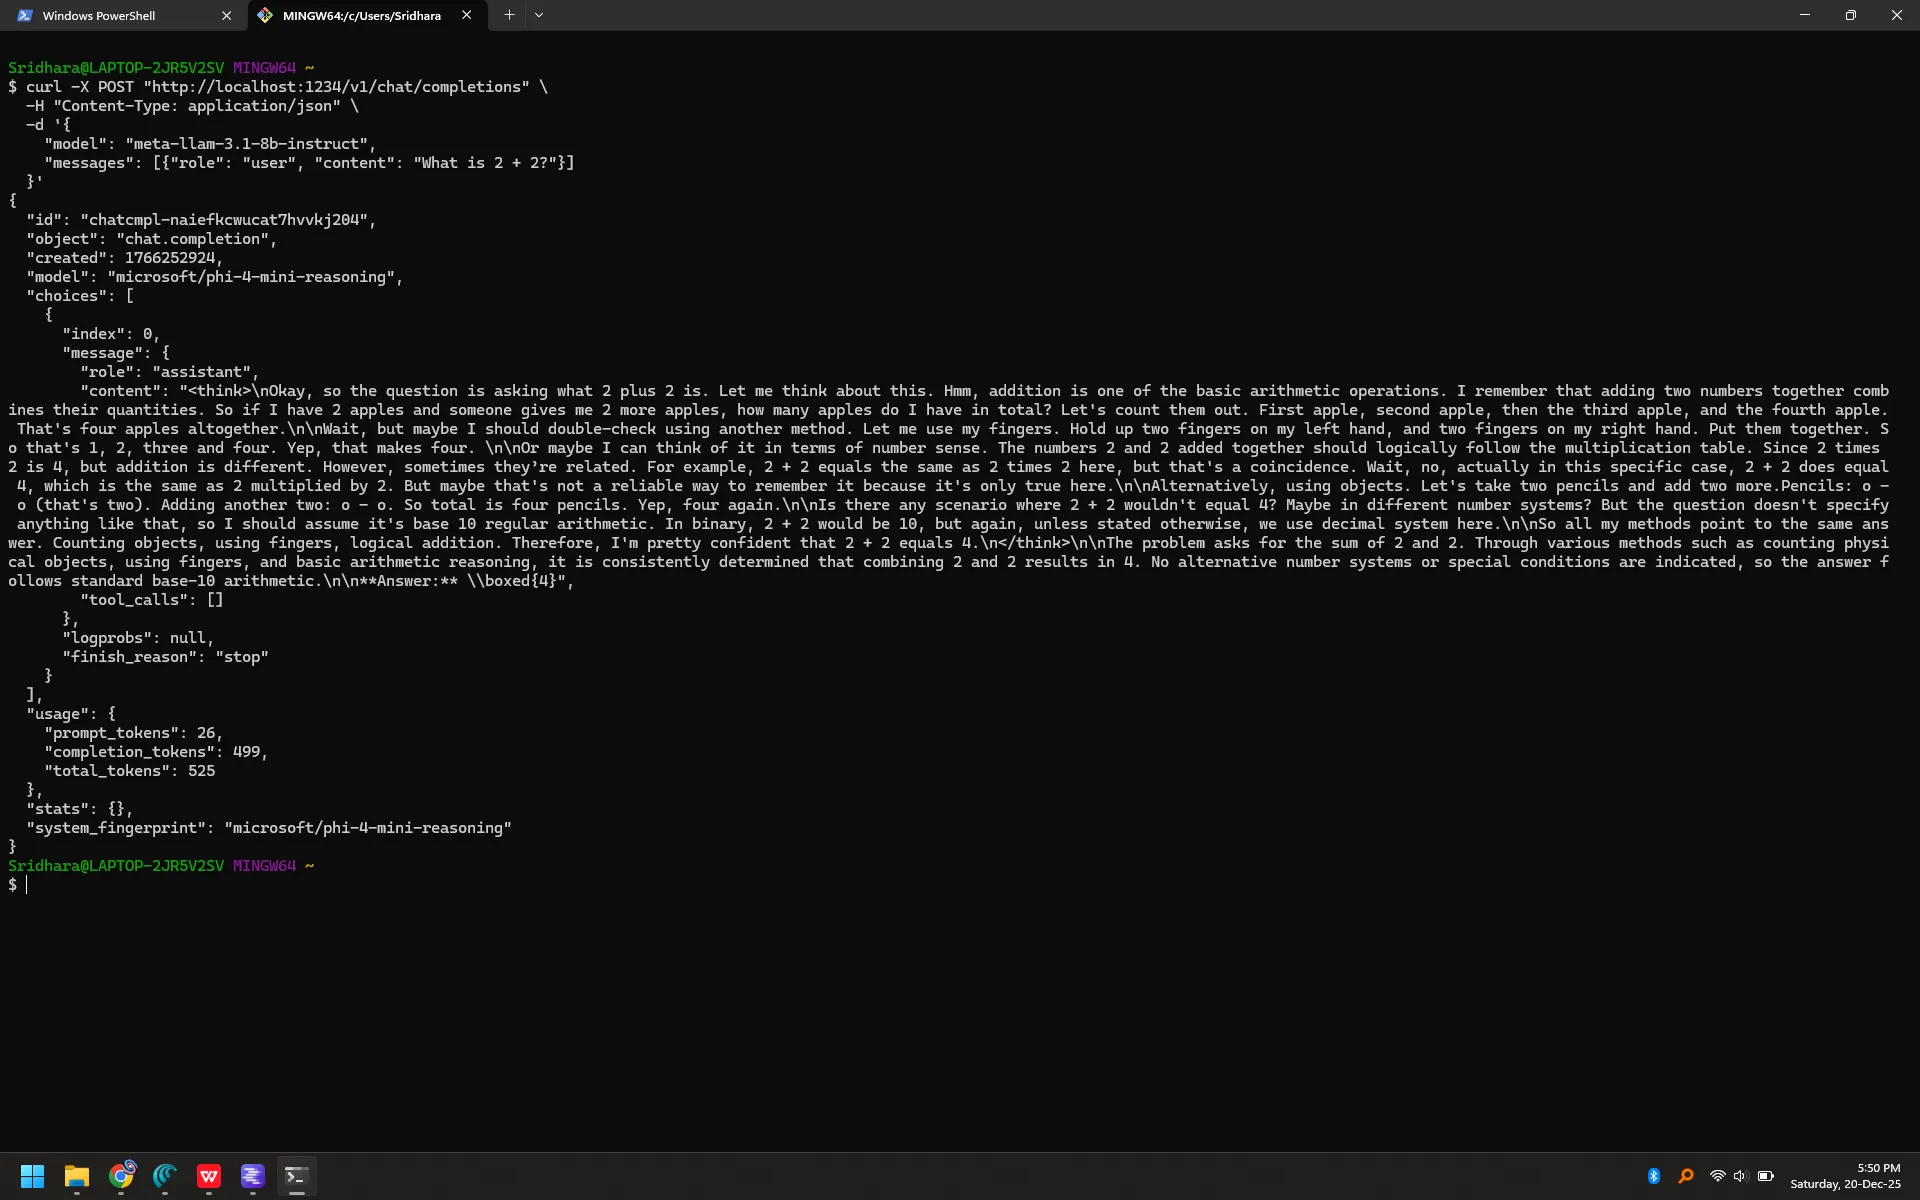 Windows PowerShell
MINGW64:/c/Users/Sridhara
Sridhara@LAPTOP-2JR5V2SV MINGW64 ~
$ curl -X POST "http://localhost:1234/v1/chat/completions" \
  -H "Content-Type: application/json" \
  -d '{
    "model": "meta-llam-3.1-8b-instruct",
    "messages": [{"role": "user", "content": "What is 2 + 2?"}]
  }'
{
  "id": "chatcmpl-naiefkcwucat7hvvkj204",
  "object": "chat.completion",
  "created": 1766252924,
  "model": "microsoft/phi-4-mini-reasoning",
  "choices": [
    {
      "index": 0,
      "message": {
        "role": "assistant",
        "content": "<think>\nOkay, so the question is asking what 2 plus 2 is. Let me think about this. Hmm, addition is one of the basic arithmetic operations. I remember that adding two numbers together comb
ines their quantities. So if I have 2 apples and someone gives me 2 more apples, how many apples do I have in total? Let's count them out. First apple, second apple, then the third apple, and the fourth apple.
 That's four apples altogether.\n\nWait, but maybe I should double-check using another method. Let me use my fingers. Hold up two fingers on my left hand, and two fingers on my right hand. Put them together. S
o that's 1, 2, three and four. Yep, that makes four. \n\nOr maybe I can think of it in terms of number sense. The numbers 2 and 2 added together should logically follow the multiplication table. Since 2 times
2 is 4, but addition is different. However, sometimes they’re related. For example, 2 + 2 equals the same as 2 times 2 here, but that's a coincidence. Wait, no, actually in this specific case, 2 + 2 does equal
 4, which is the same as 2 multiplied by 2. But maybe that's not a reliable way to remember it because it's only true here.\n\nAlternatively, using objects. Let's take two pencils and add two more.Pencils: o -
 o (that's two). Adding another two: o - o. So total is four pencils. Yep, four again.\n\nIs there any scenario where 2 + 2 wouldn't equal 4? Maybe in different number systems? But the question doesn't specify
 anything like that, so I should assume it's base 10 regular arithmetic. In binary, 2 + 2 would be 10, but again, unless stated otherwise, we use decimal system here.\n\nSo all my methods point to the same ans
wer. Counting objects, using fingers, logical addition. Therefore, I'm pretty confident that 2 + 2 equals 4.\n</think>\n\nThe problem asks for the sum of 2 and 2. Through various methods such as counting physi
cal objects, using fingers, and basic arithmetic reasoning, it is consistently determined that combining 2 and 2 results in 4. No alternative number systems or special conditions are indicated, so the answer f
ollows standard base-10 arithmetic.\n\n**Answer:** \\boxed{4}",
        "tool_calls": []
      },
      "logprobs": null,
      "finish_reason": "stop"
    }
  ],
  "usage": {
    "prompt_tokens": 26,
    "completion_tokens": 499,
    "total_tokens": 525
  },
  "stats": {},
  "system_fingerprint": "microsoft/phi-4-mini-reasoning"
}
Sridhara@LAPTOP-2JR5V2SV MINGW64 ~
$
5:50 PM
Saturday, 20-Dec-25